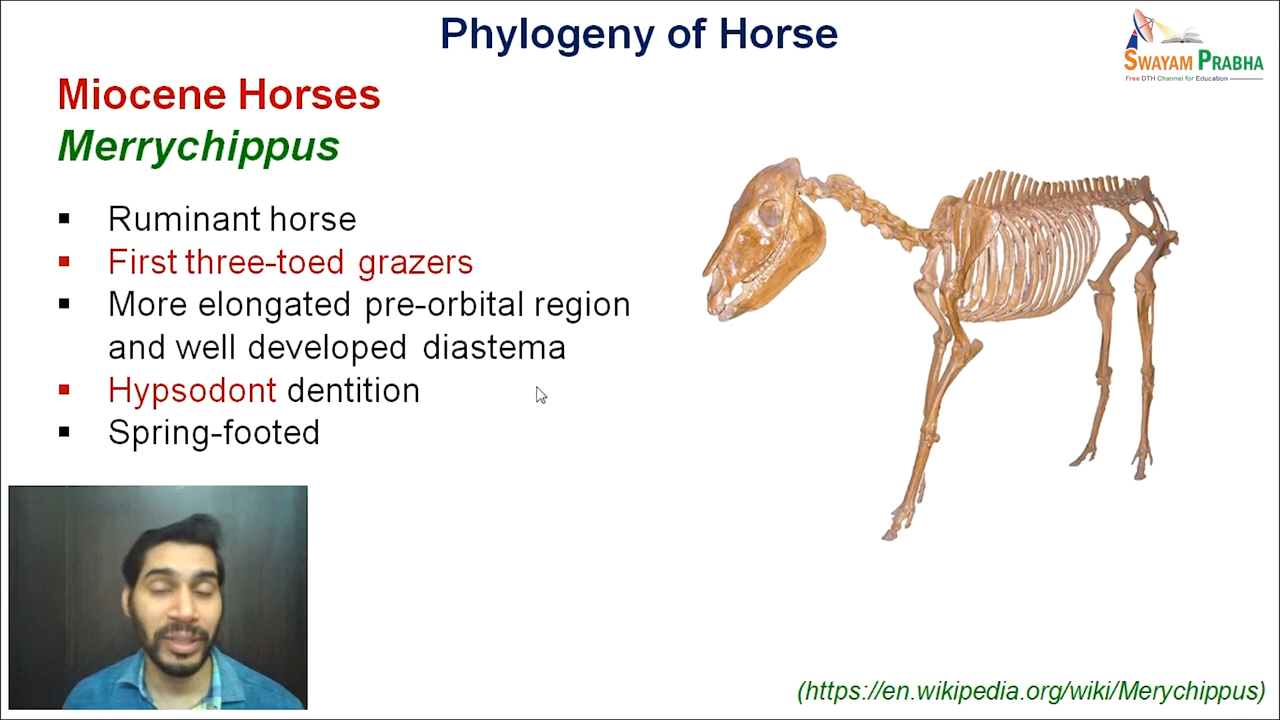 Phylogeny of Horse
SWAYAM PRABHA
Free DTH Channel for Education
Miocene Horses
Merrychippus
▪ Ruminant horse
▪ First three-toed grazers
▪ More elongated pre-orbital region
and well developed diastema
▪ Hypsodont dentition
▪ Spring-footed
(https://en.wikipedia.org/wiki/Merychippus)